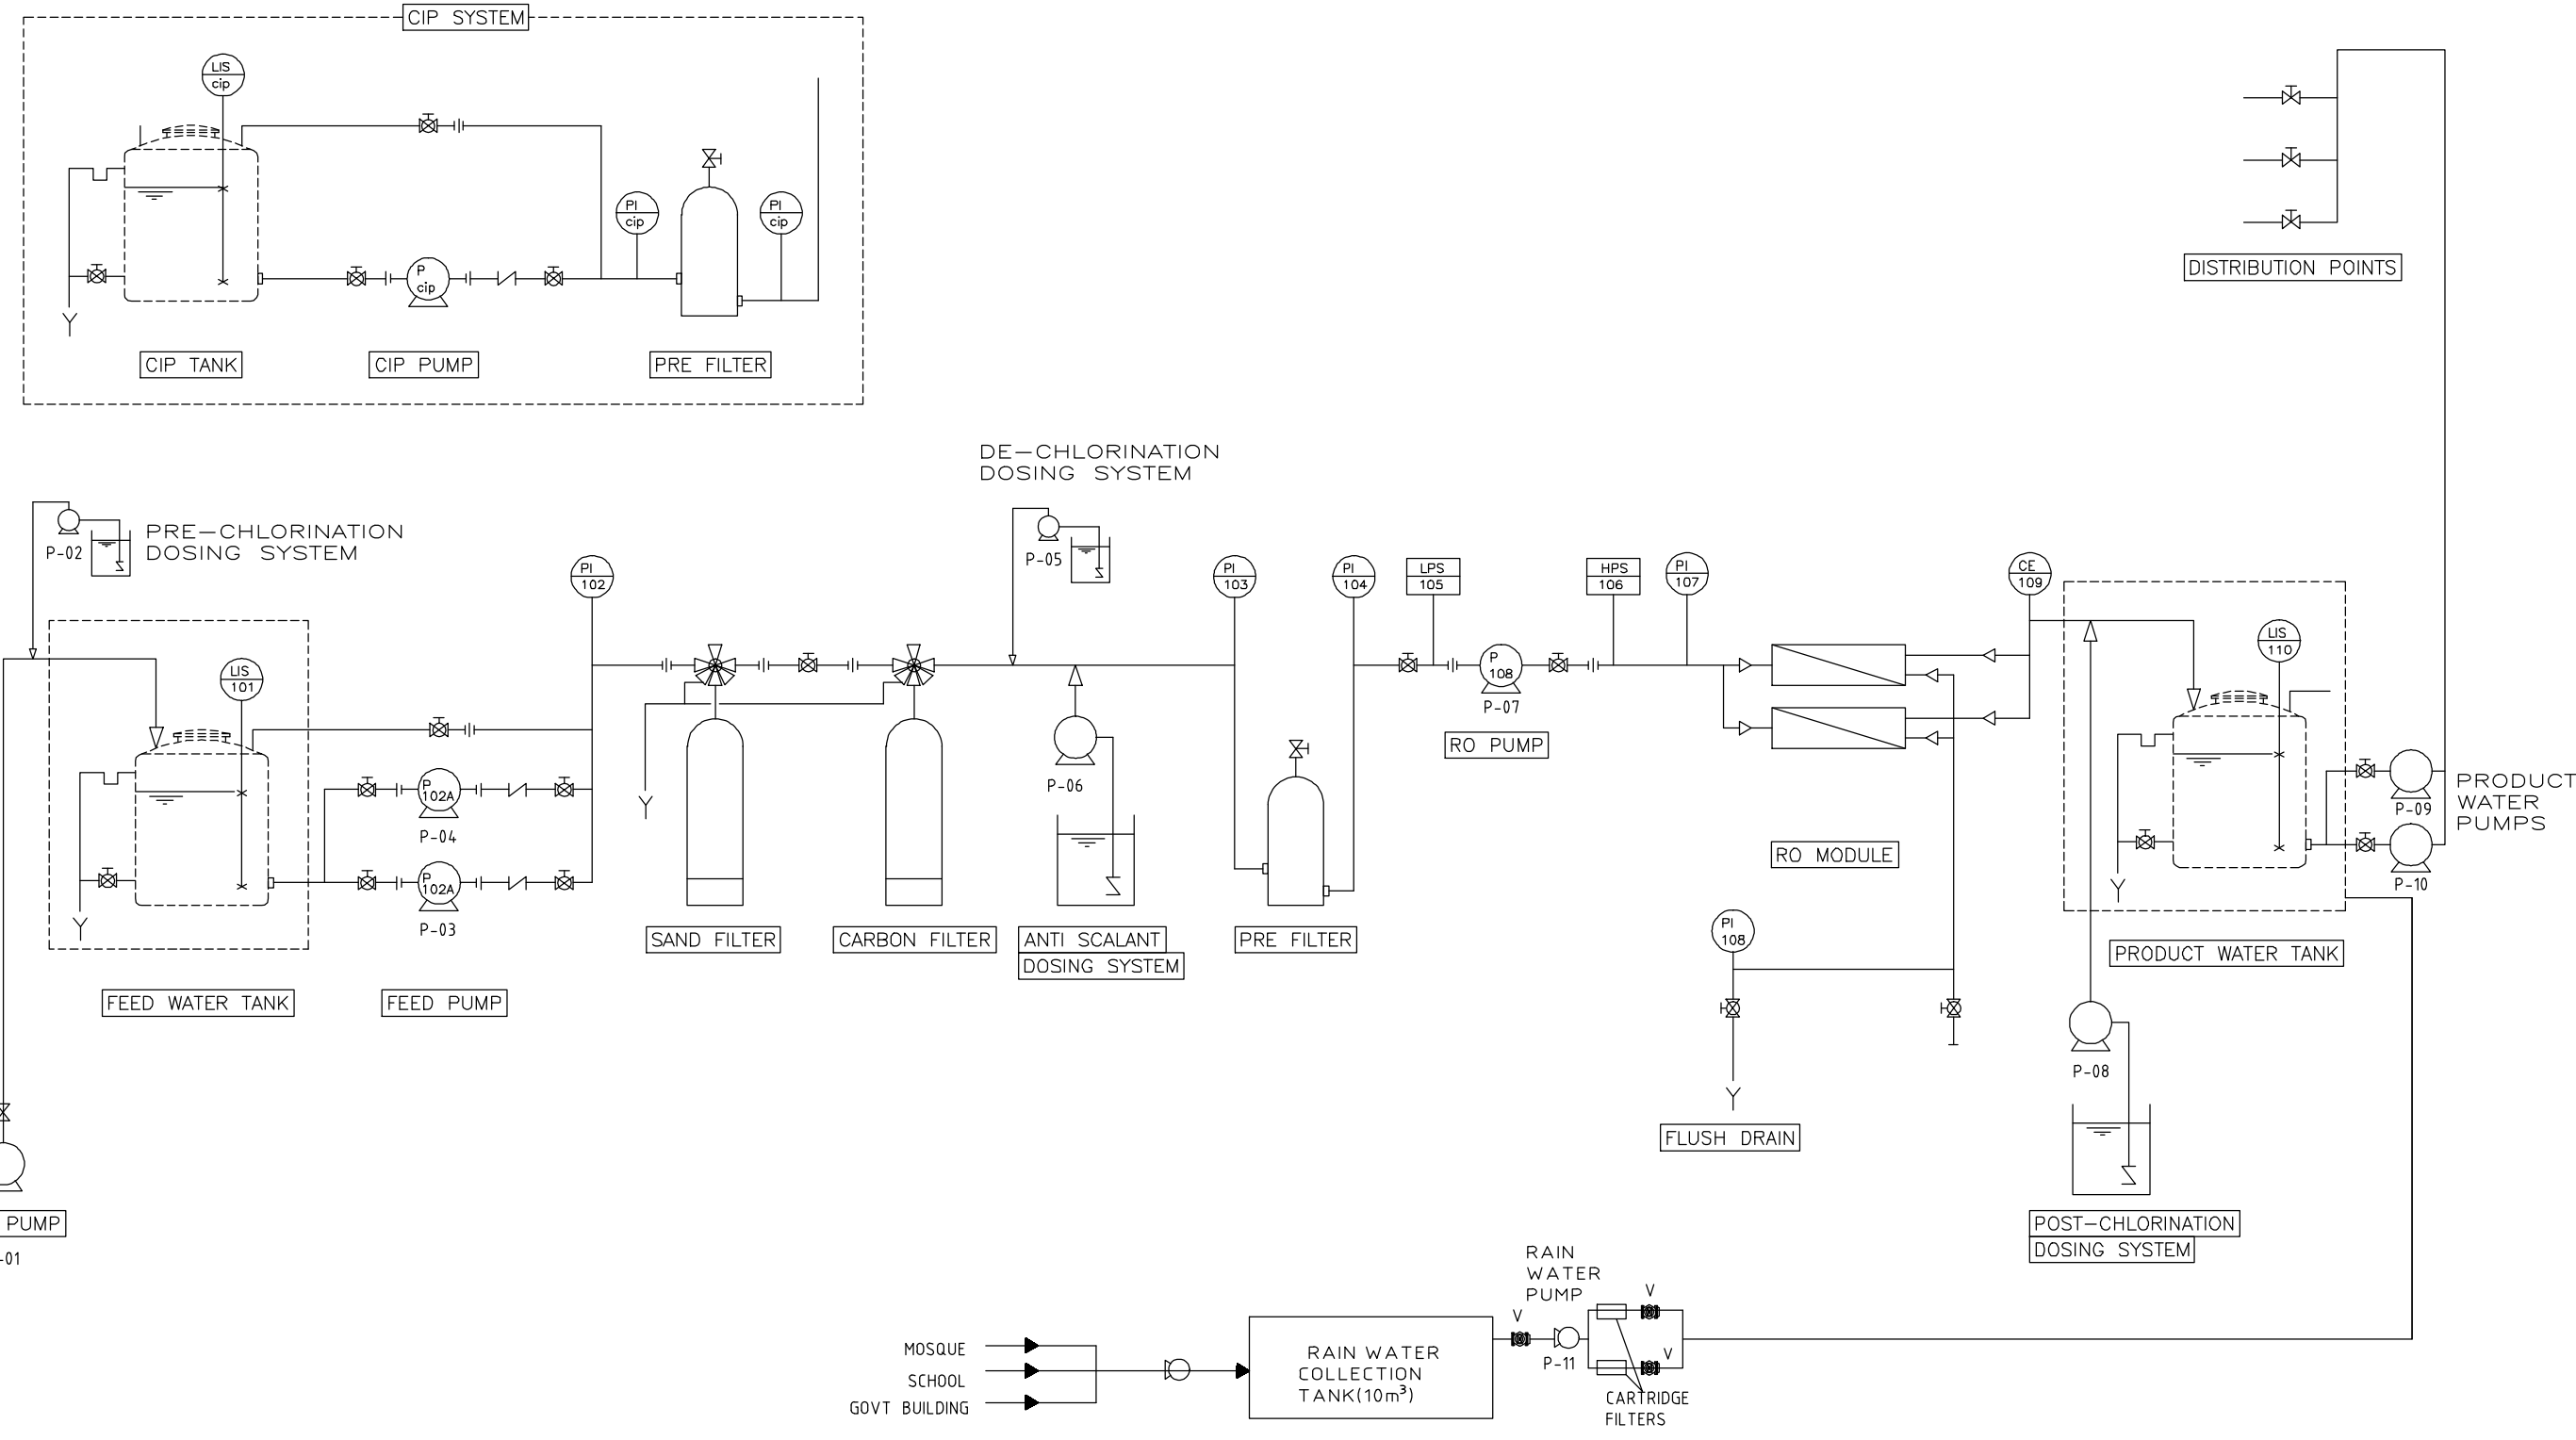 CIP SYSTEM
LIS
cip
PI
cip
PI
cip
P
cip
CIP TANK
CIP PUMP
PRE FILTER
DISTRIBUTION POINTS
DE-CHLORINATION
DOSING SYSTEM
P-05
PRE-CHLORINATION
DOSING SYSTEM
P-02
PI
102
PI
103
PI
104
LPS
105
HPS
106
PI
107
CE
109
LIS
101
LIS
110
P
108
P-07
RO PUMP
P
102A
P-04
P
102A
P-03
P-06
RO MODULE
P-09
P-10
PRODUCT
WATER
PUMPS
PI
108
SAND FILTER
CARBON FILTER
ANTI SCALANT
DOSING SYSTEM
PRE FILTER
PRODUCT WATER TANK
FEED WATER TANK
FEED PUMP
P-08
FLUSH DRAIN
PUMP
-01
POST-CHLORINATION
DOSING SYSTEM
RAIN
WATER
PUMP
V
V
V
P-11
MOSQUE
SCHOOL
GOVT BUILDING
RAIN WATER
COLLECTION
TANK(10m³)
CARTRIDGE
FILTERS